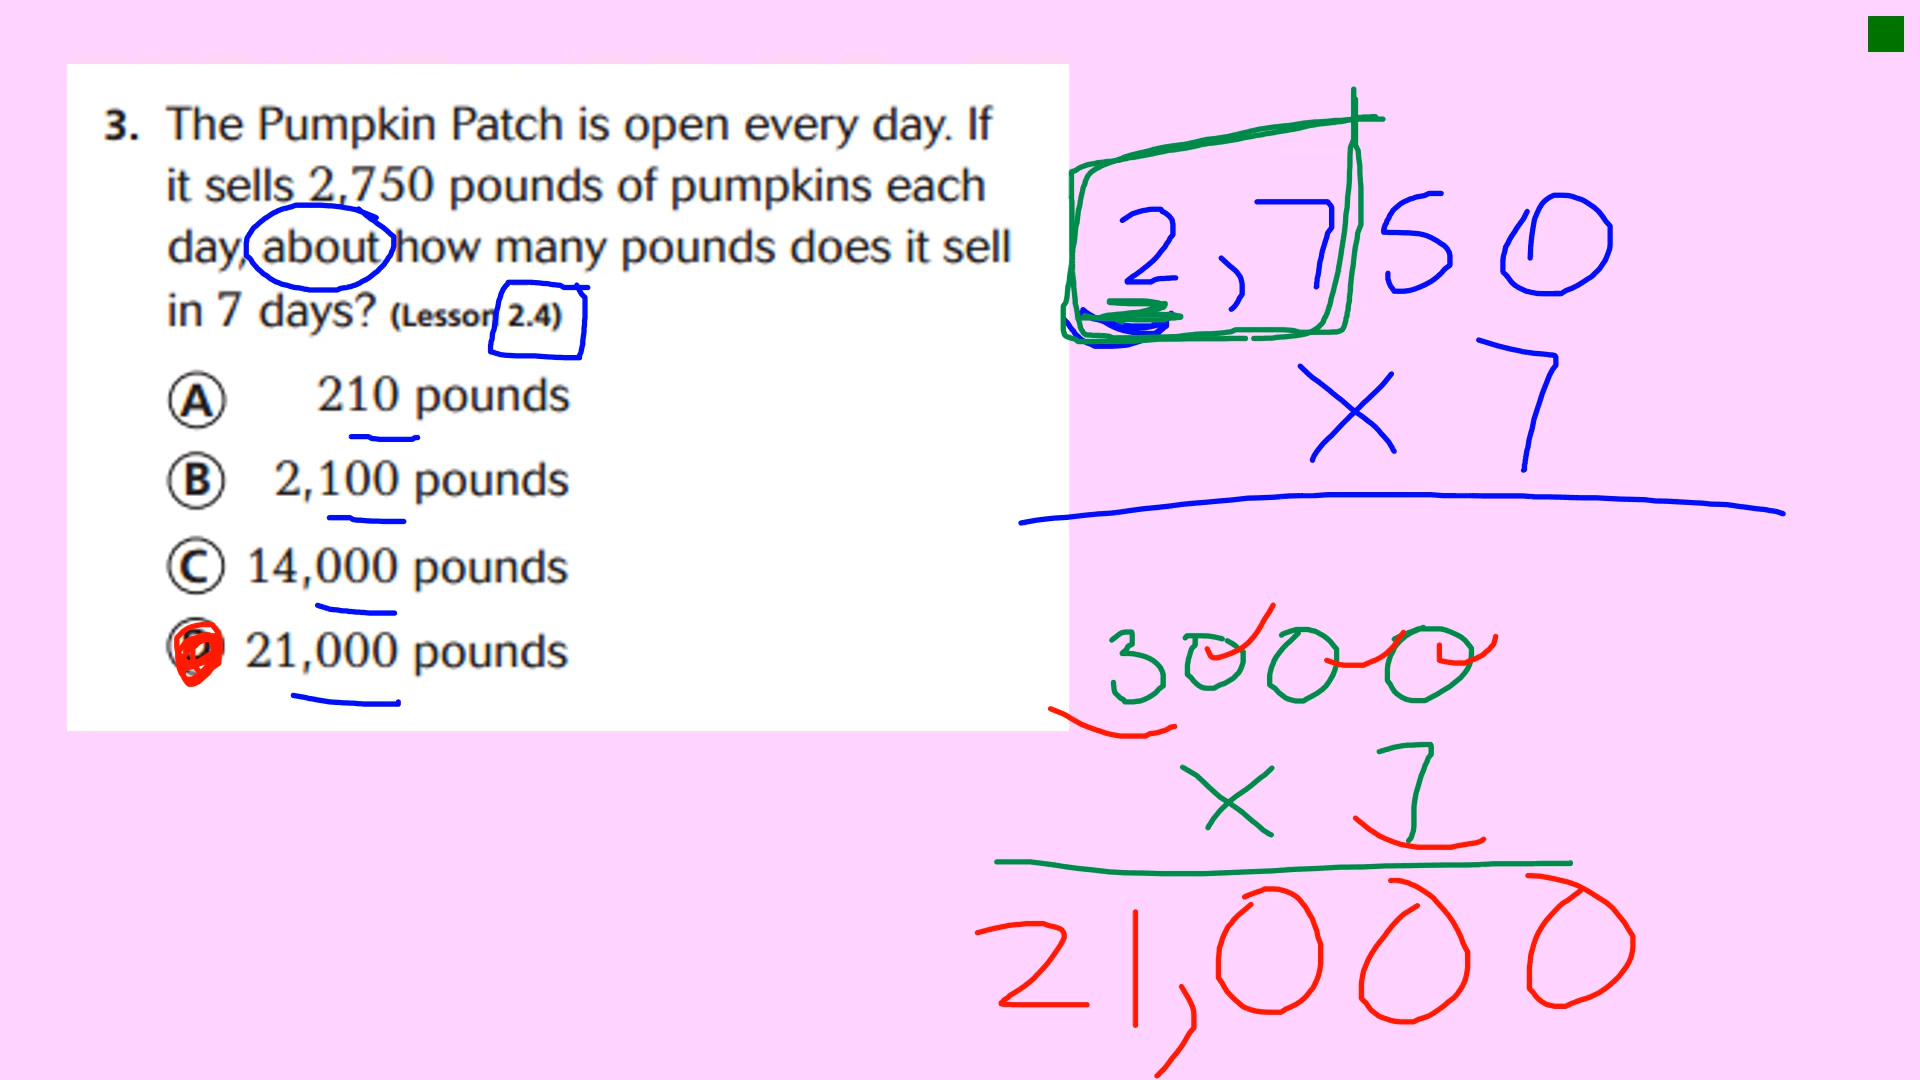 3. The Pumpkin Patch is open every day. If
it sells 2,750 pounds of pumpkins each
day, about how many pounds does it sell
in 7 days? (Lesson 2.4)
A 210 pounds
B 2,100 pounds
C 14,000 pounds
21,000 pounds
2,750
× 7
3000
× 7
21,000